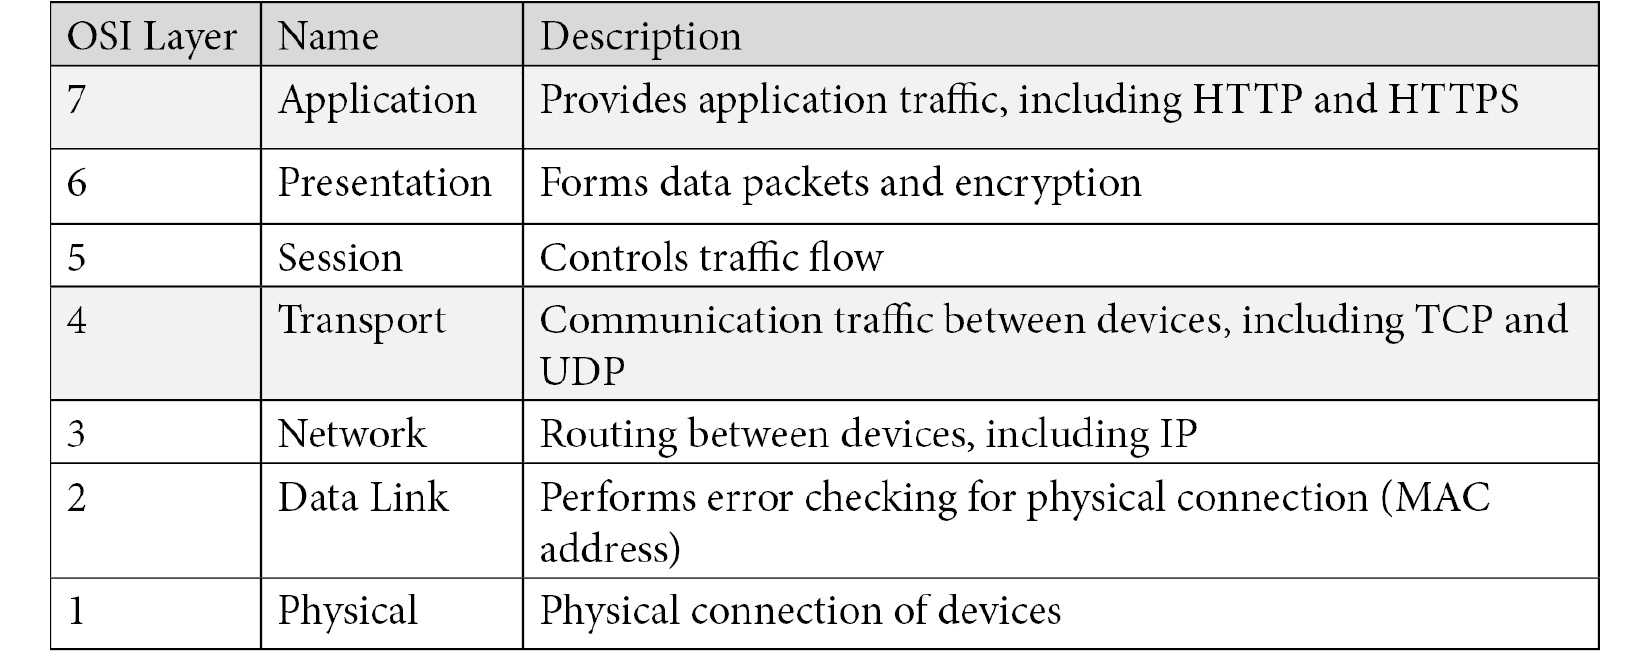 OSI Layer Name Description
7 Application Provides application traffic, including HTTP and HTTPS
6 Presentation Forms data packets and encryption
5 Session Controls traffic flow
4 Transport Communication traffic between devices, including TCP and
UDP
3 Network Routing between devices, including IP
2 Data Link Performs error checking for physical connection (MAC
address)
1 Physical Physical connection of devices